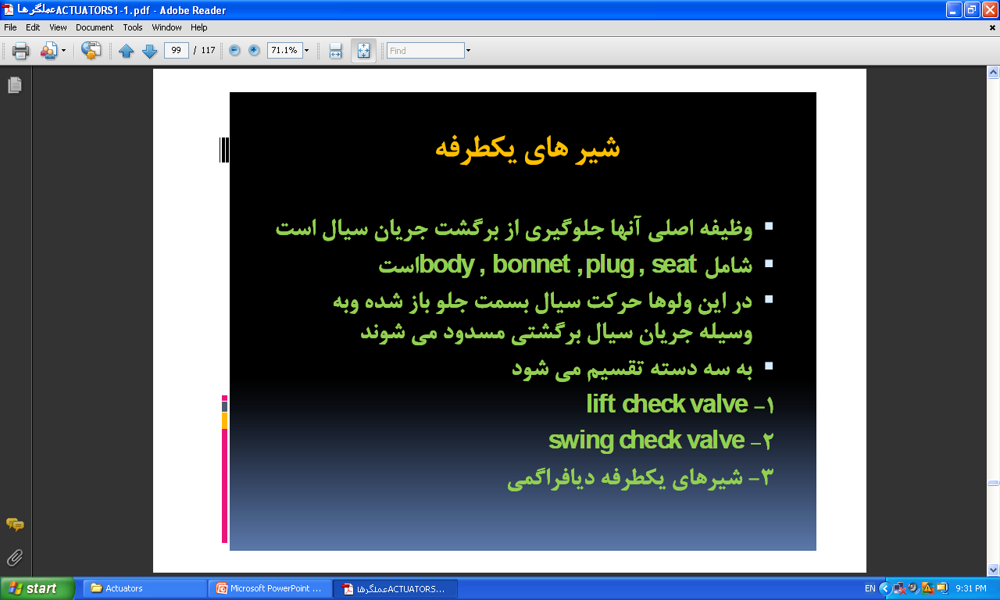 عملگرهاACTUATORS1-1.pdf - Adobe Reader
File Edit View Document Tools Window Help
99 / 117 71.1% Find
شیر های یکطرفه
وظیفه اصلی آنها جلوگیری از برگشت جریان سیال است
شامل body , bonnet ,plug , seatاست
در این ولوها حرکت سیال بسمت جلو باز شده وبه
وسیله جریان سیال برگشتی مسدود می شوند
به سه دسته تقسیم می شود
۱- lift check valve
۲- swing check valve
۳- شیرهای یکطرفه دیافراگمی
start Actuators Microsoft PowerPoint ... عملگرهاACTUATORS... EN 9:31 PM